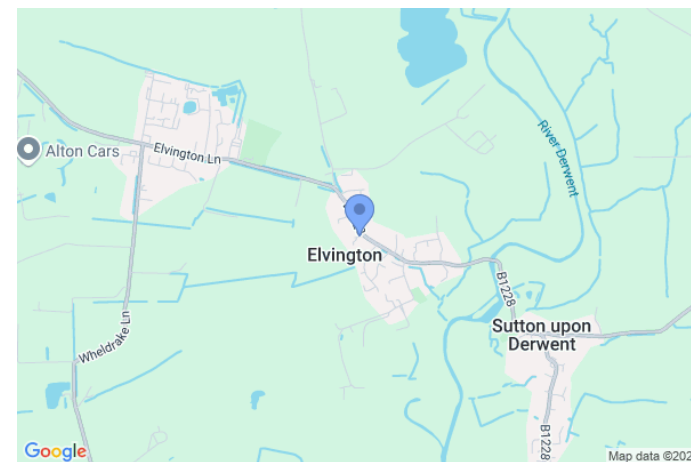 River Derwent
Elvington Ln
Alton Cars
Elvington
B1228
Sutton upon
Derwent
Wheldrake Ln
B1228
Google
Map data ©202